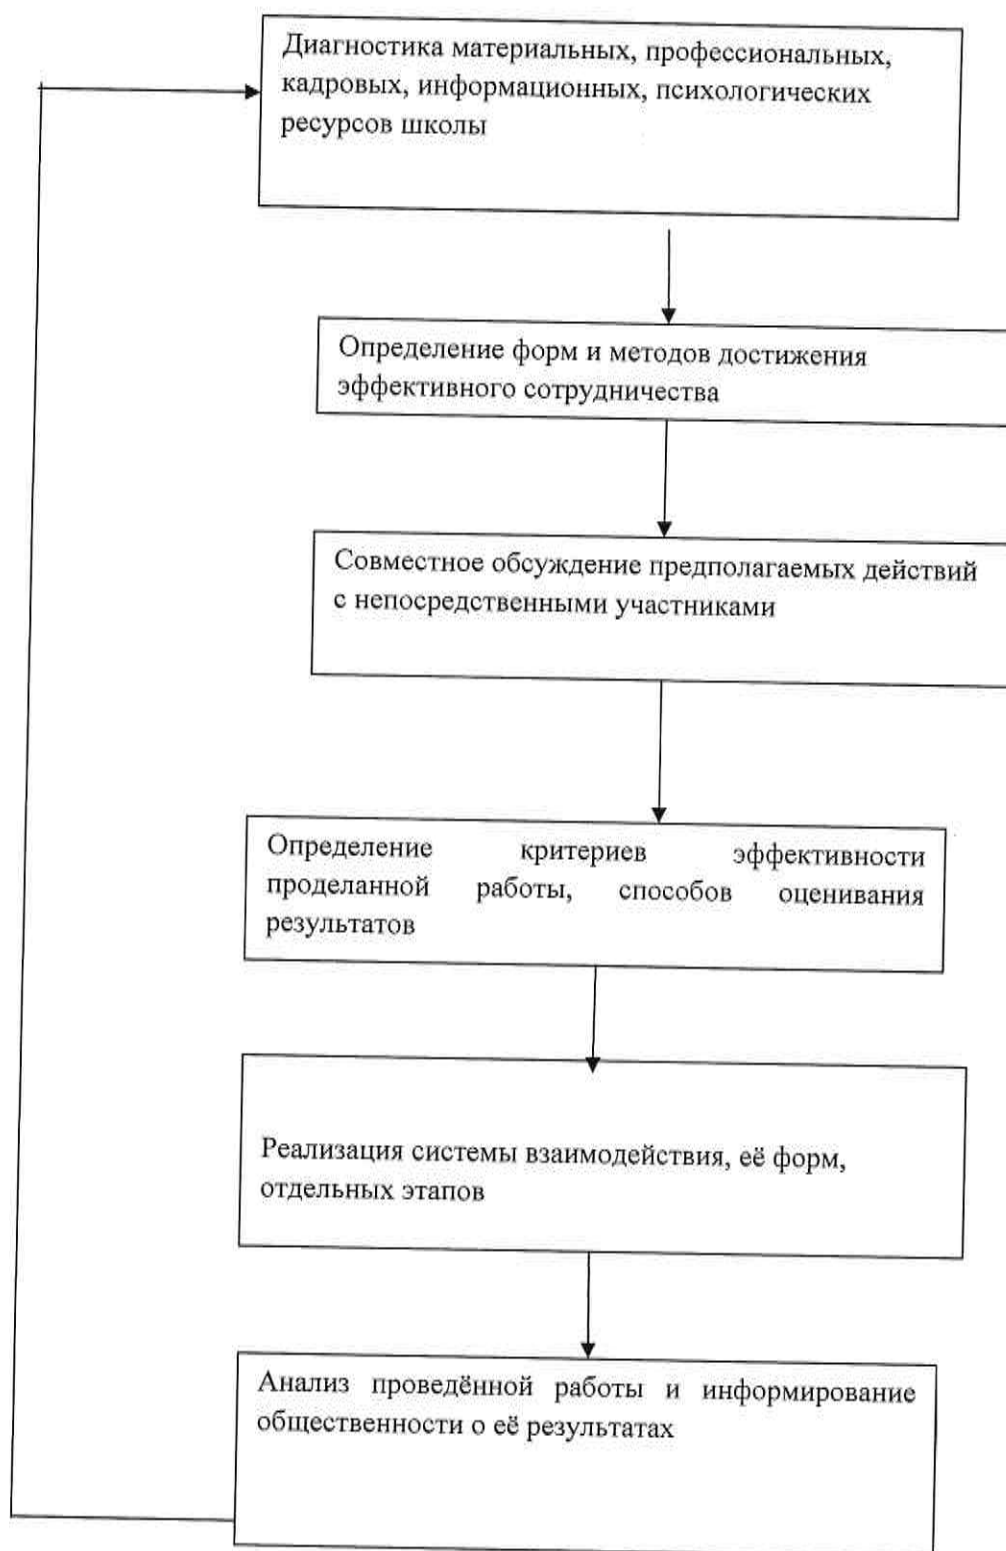 Диагностика материальных, профессиональных,
кадровых, информационных, психологических
ресурсов школы
Определение форм и методов достижения
эффективного сотрудничества
Совместное обсуждение предполагаемых действий
с непосредственными участниками
Определение критериев эффективности
проделанной работы, способов оценивания
результатов
Реализация системы взаимодействия, её форм,
отдельных этапов
Анализ проведённой работы и информирование
общественности о её результатах